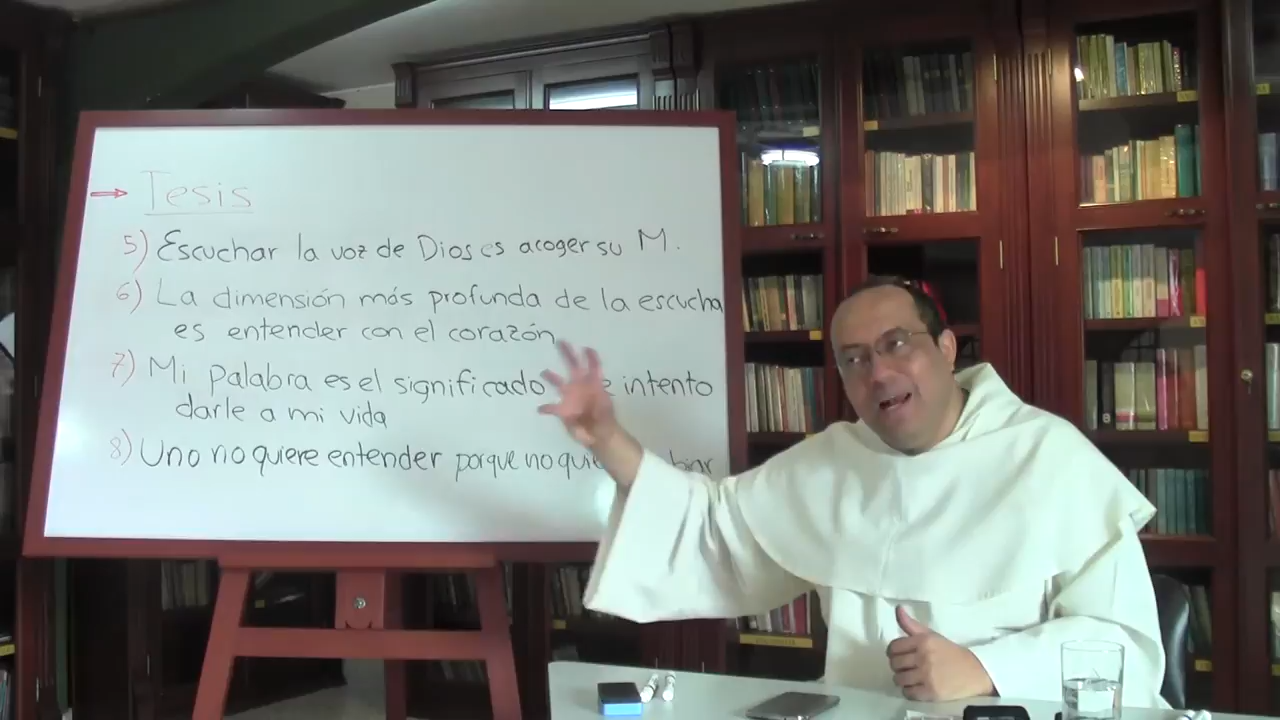 Tesis
5) Escuchar la voz de Dios es acoger su M.
6) La dimensión más profunda de la escucha
es entender con el corazón
7) Mi palabra es el significado intento
darle a mi vida
8) Uno no quiere entender porque no